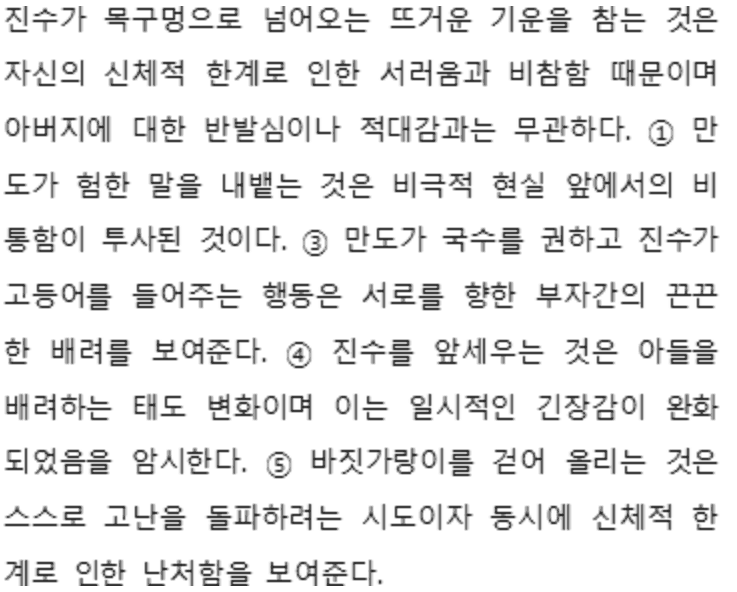 진수가 목구멍으로 넘어오는 뜨거운 기운을 참는 것은
자신의 신체적 한계로 인한 서러움과 비참함 때문이며
아버지에 대한 반발심이나 적대감과는 무관하다. ① 만
도가 험한 말을 내뱉는 것은 비극적 현실 앞에서의 비
통함이 투사된 것이다. ③ 만도가 국수를 권하고 진수가
고등어를 들어주는 행동은 서로를 향한 부자간의 끈끈
한 배려를 보여준다. ④ 진수를 앞세우는 것은 아들을
배려하는 태도 변화이며 이는 일시적인 긴장감이 완화
되었음을 암시한다. ⑤ 바짓가랑이를 걷어 올리는 것은
스스로 고난을 돌파하려는 시도이자 동시에 신체적 한
계로 인한 난처함을 보여준다.